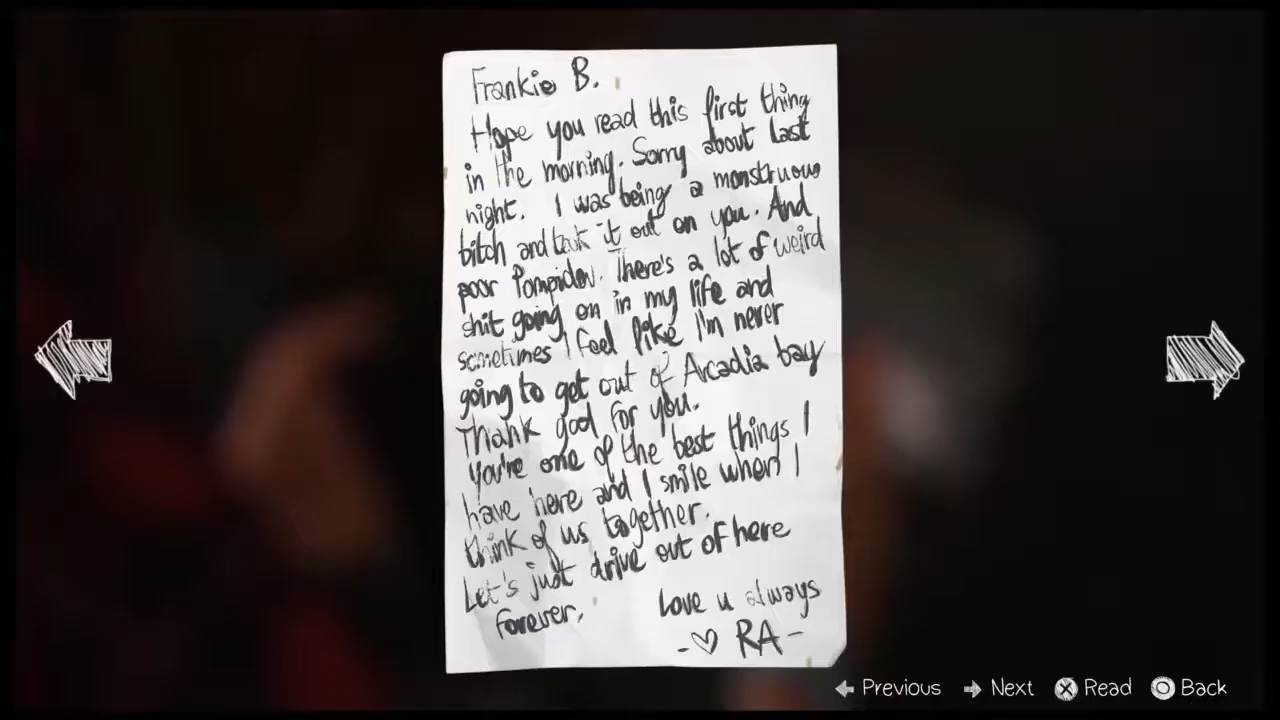 Frankie B.
Hope you read this first thing
in the morning. Sorry about last
night. I was being a monstruous
bitch and took it out on you. And
poor Pompidou. There's a lot of weird
shit going on in my life and
sometimes I feel like I'm never
going to get out of Arcadia bay
Thank god for you.
You're one of the best things I
have here and I smile when I
think of us together.
Let's just drive out of here
forever.
Love u always
-♡ RA-
Previous Next Read Back